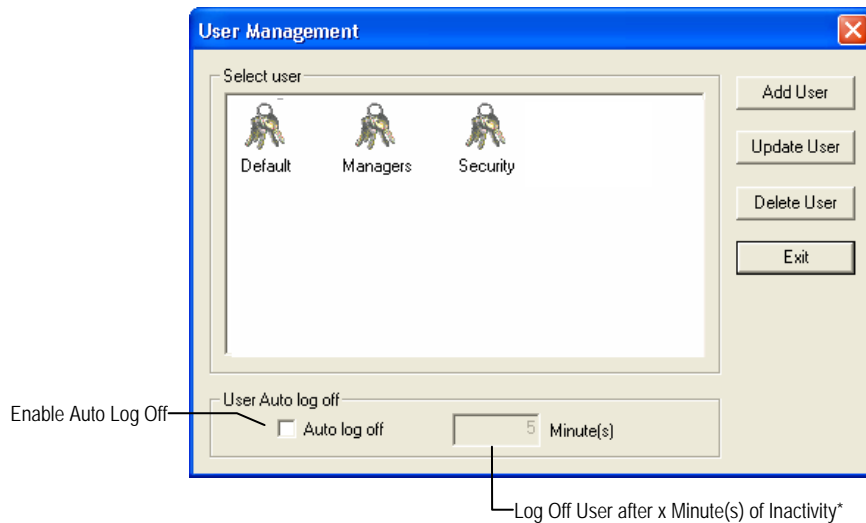 User Management
Select user
Default Managers Security
Add User
Update User
Delete User
Exit
User Auto log off
Enable Auto Log Off
Auto log off 5 Minute(s)
Log Off User after x Minute(s) of Inactivity*